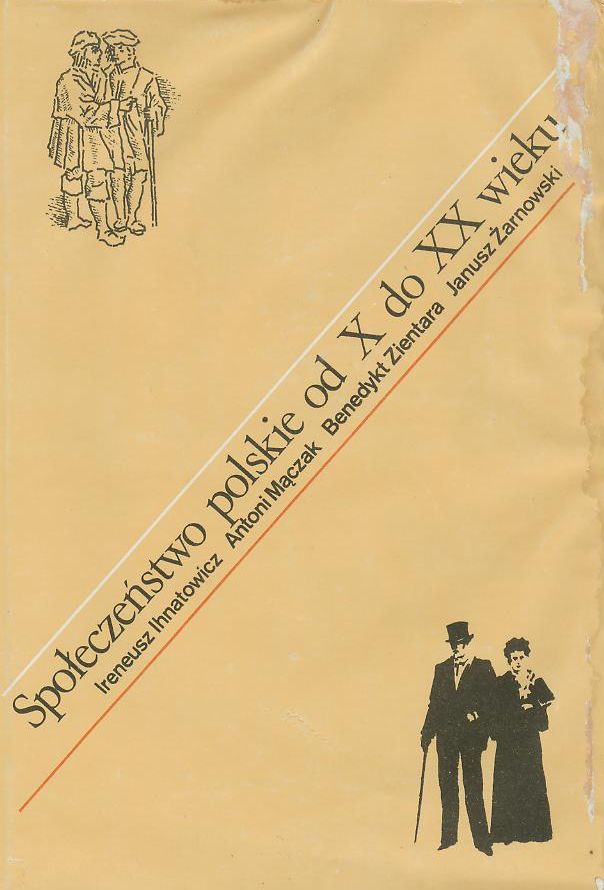 Społeczeństwo polskie od X do XX wieku
Ireneusz Ihnatowicz Antoni Mączak Benedykt Zientara Janusz Żarnowski